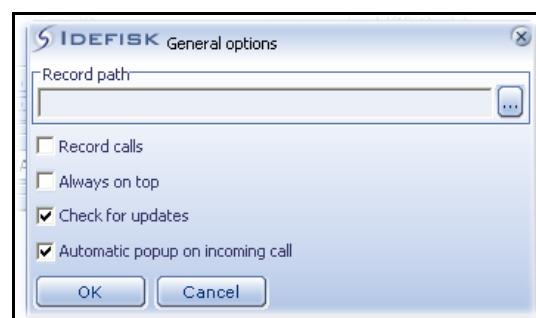 IDEFISK General options
Record path
...
Record calls
Always on top
Check for updates
Automatic popup on incoming call
OK Cancel